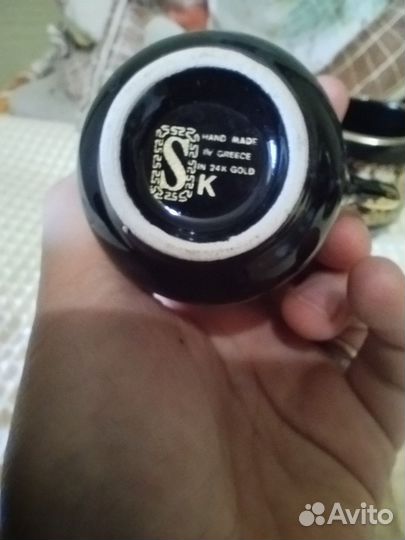 S
HAND MADE
IN GREECE
IN 24K GOLD
K
Avito